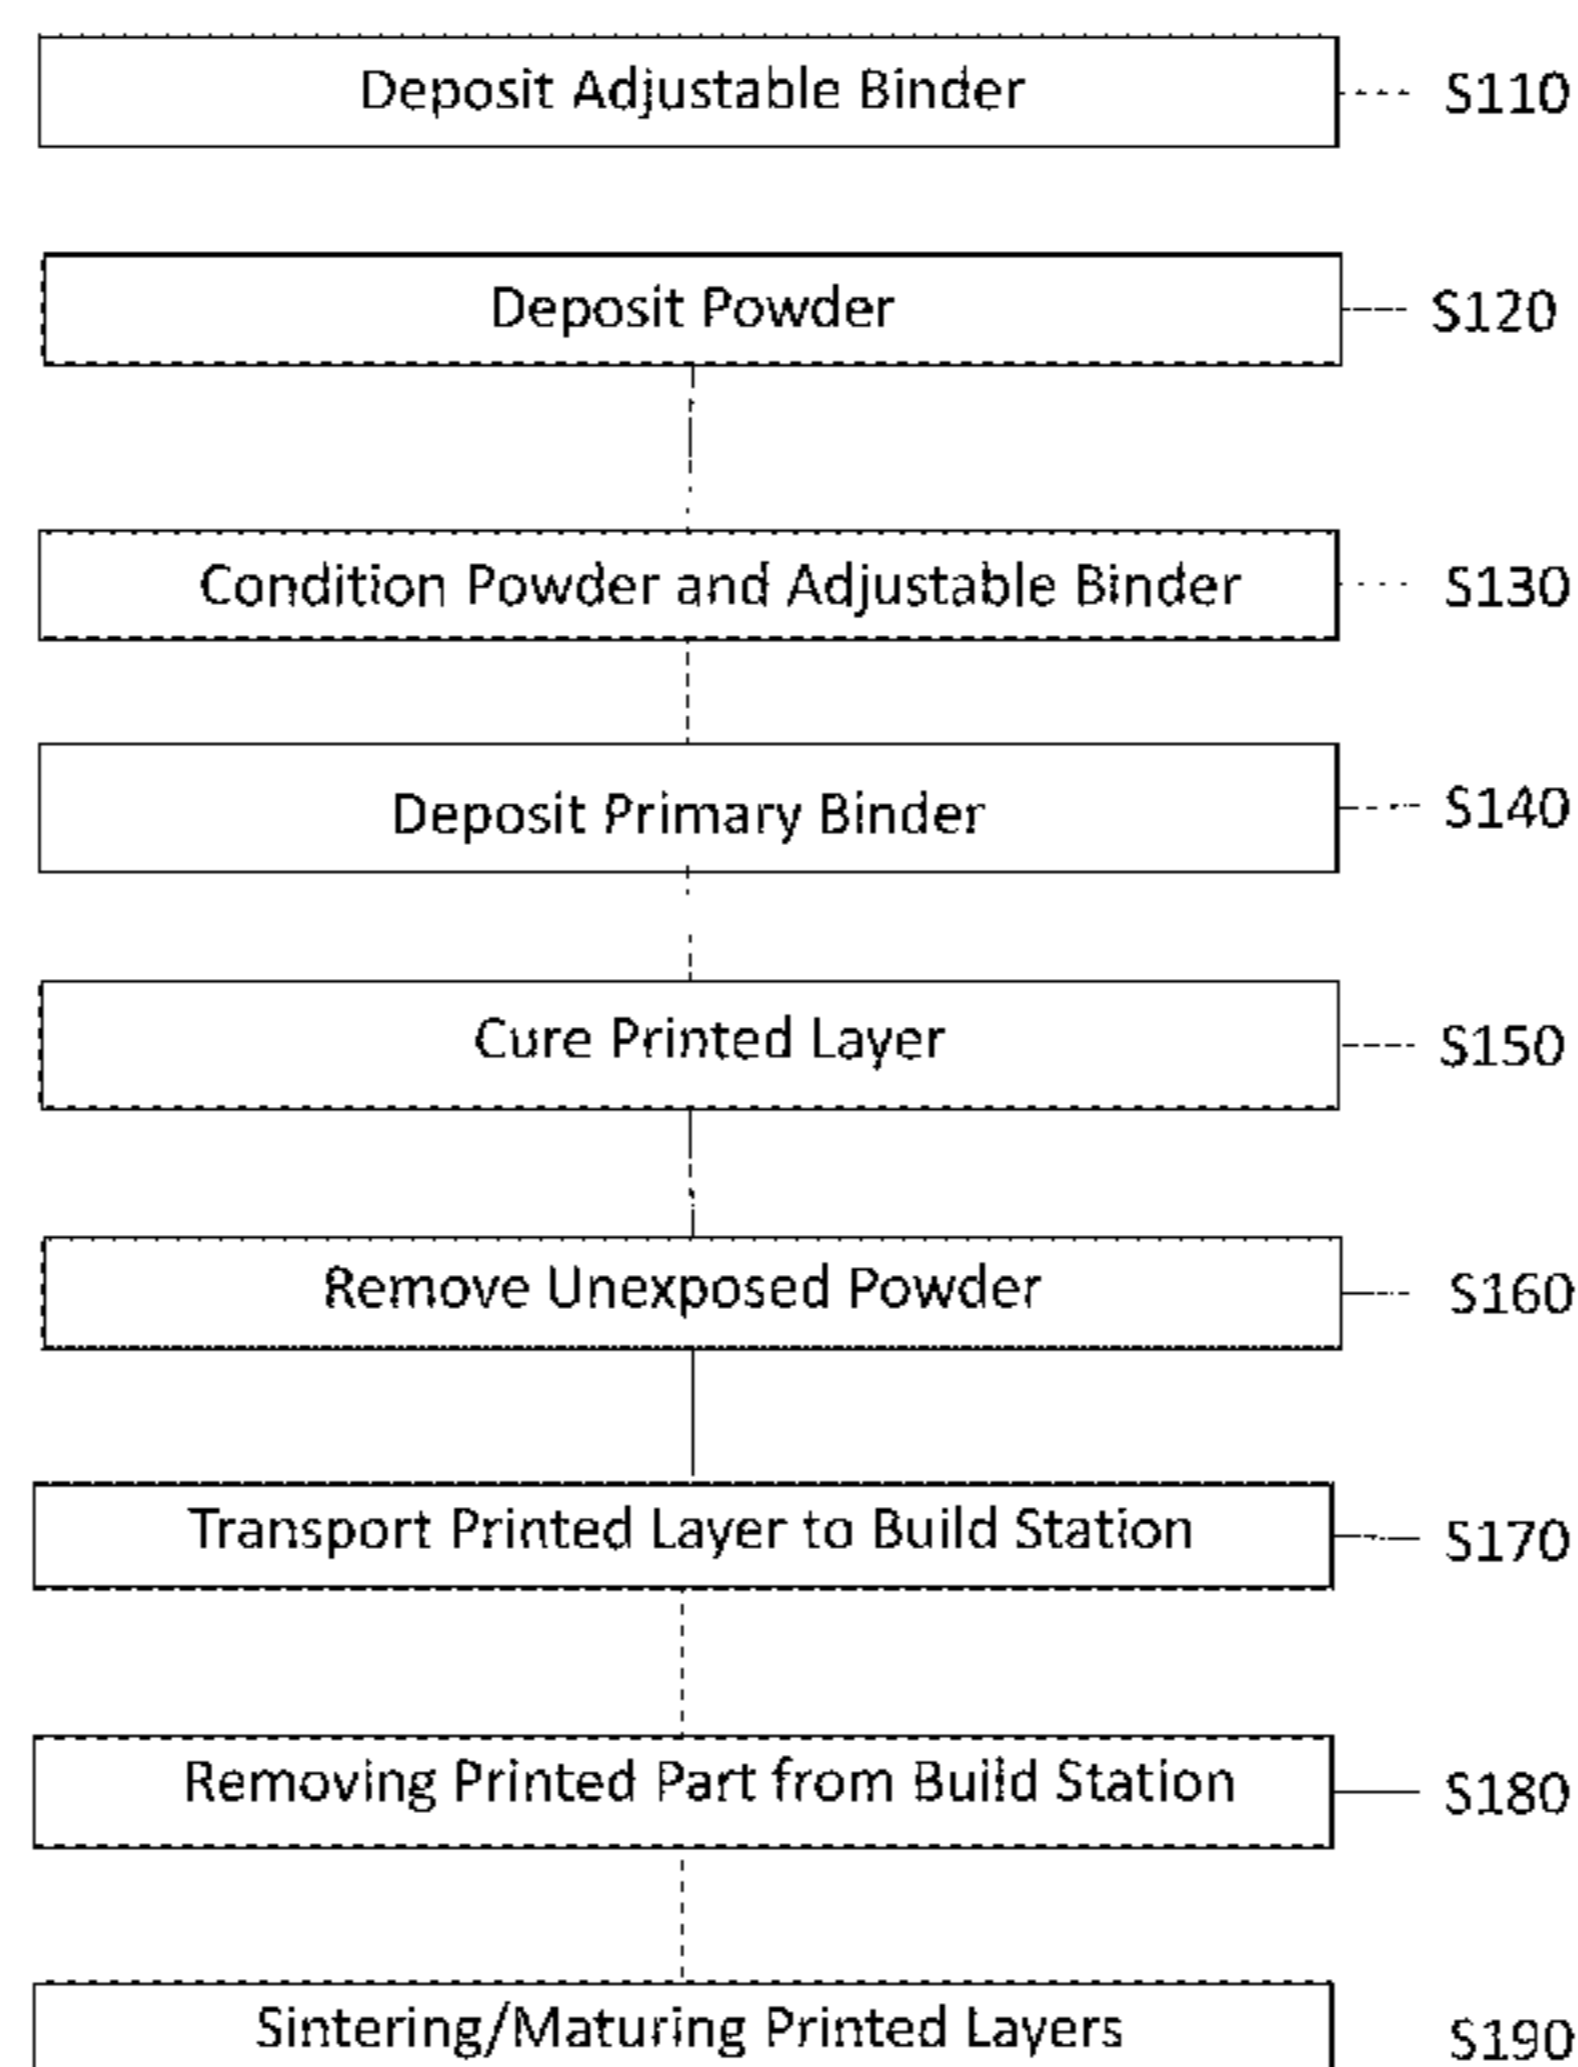 Deposit Adjustable Binder S110
Deposit Powder S120
Condition Powder and Adjustable Binder S130
Deposit Primary Binder S140
Cure Printed Layer S150
Remove Unexposed Powder S160
Transport Printed Layer to Build Station S170
Removing Printed Part from Build Station S180
Sintering/Maturing Printed Layers S190